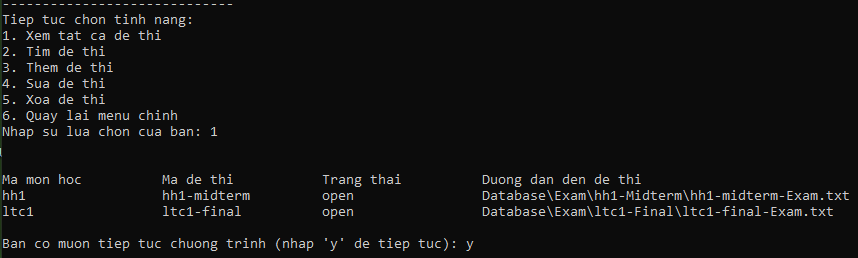 -----------------------------
Tiep tuc chon tinh nang:
1. Xem tat ca de thi
2. Tim de thi
3. Them de thi
4. Sua de thi
5. Xoa de thi
6. Quay lai menu chinh
Nhap su lua chon cua ban: 1
Ma mon hoc Ma de thi Trang thai Duong dan den de thi
hh1 hh1-midterm open Database\Exam\hh1-Midterm\hh1-midterm-Exam.txt
ltc1 ltc1-final open Database\Exam\ltc1-Final\ltc1-final-Exam.txt
Ban co muon tiep tuc chuong trinh (nhap 'y' de tiep tuc): y